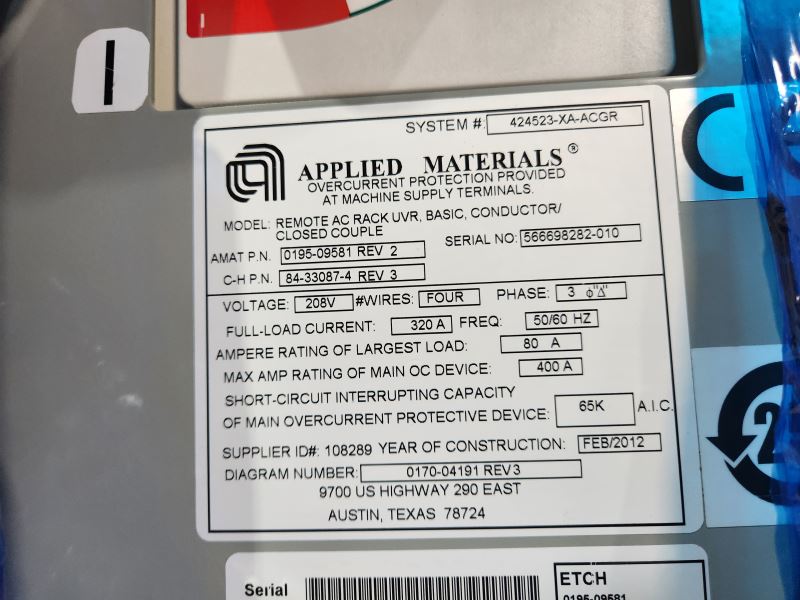 SYSTEM #: 424523-XA-ACGR
APPLIED MATERIALS®
OVERCURRENT PROTECTION PROVIDED
AT MACHINE SUPPLY TERMINALS.
MODEL: REMOTE AC RACK UVR, BASIC, CONDUCTOR/
CLOSED COUPLE
SERIAL NO: 566698282-010
AMAT P.N. 0195-09581 REV 2
C-H P.N. 84-33087-4 REV 3
VOLTAGE: 208V #WIRES: FOUR PHASE: 3 φ"Δ"
FULL-LOAD CURRENT: 320 A FREQ: 50/60 HZ
AMPERE RATING OF LARGEST LOAD: 80 A
MAX AMP RATING OF MAIN OC DEVICE: 400 A
SHORT-CIRCUIT INTERRUPTING CAPACITY
OF MAIN OVERCURRENT PROTECTIVE DEVICE: 65K A.I.C.
SUPPLIER ID#: 108289 YEAR OF CONSTRUCTION: FEB/2012
DIAGRAM NUMBER: 0170-04191 REV3
9700 US HIGHWAY 290 EAST
AUSTIN, TEXAS 78724
Serial
ETCH
0195-09581
I